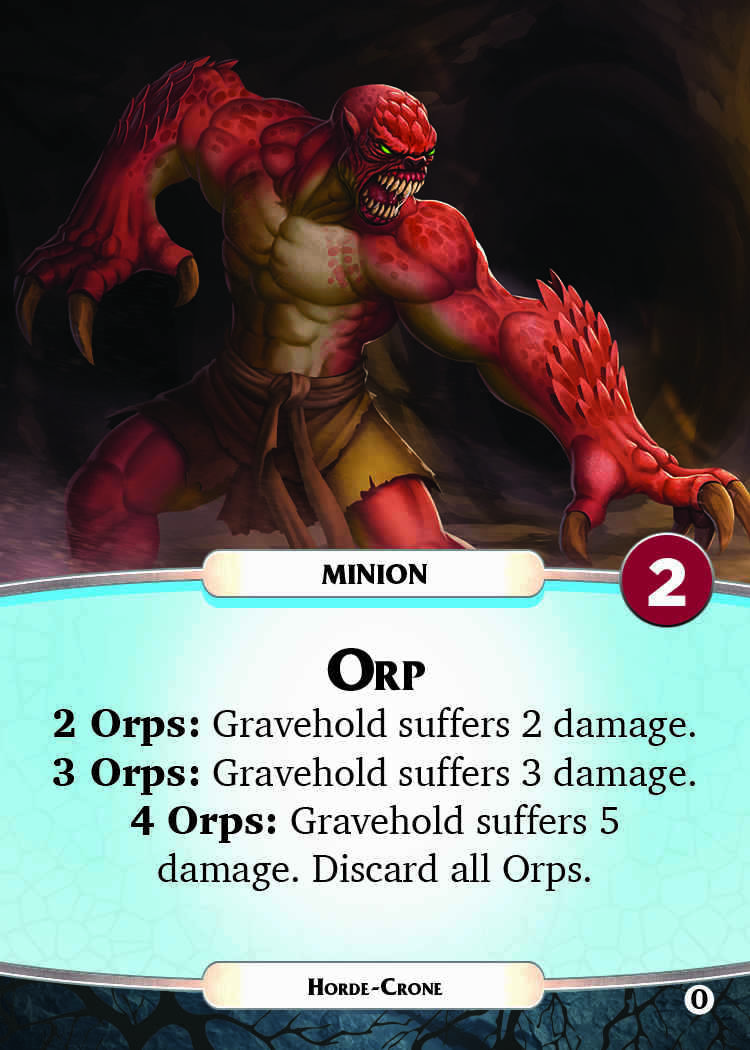 MINION
2
Orp
2 Orps: Gravehold suffers 2 damage.
3 Orps: Gravehold suffers 3 damage.
4 Orps: Gravehold suffers 5
damage. Discard all Orps.
Horde-Crone
0